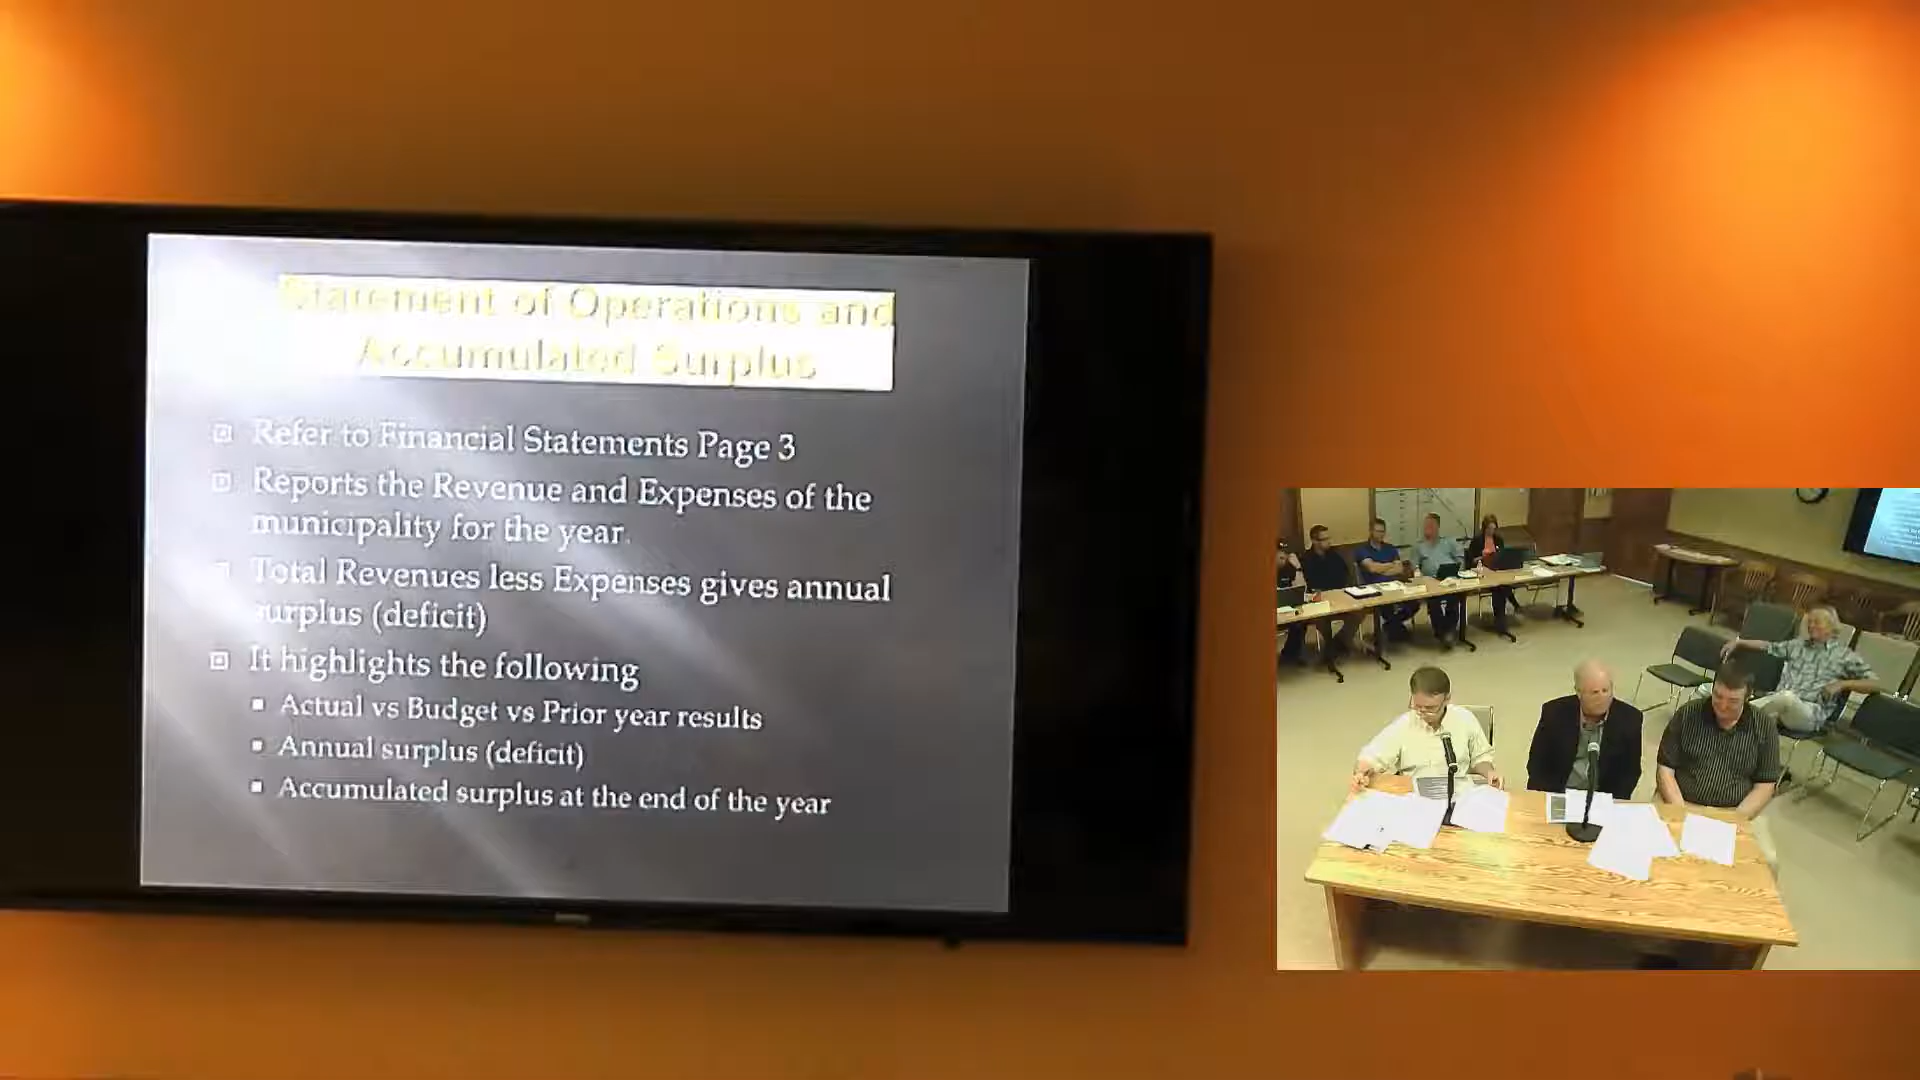 Statement of Operations and
Accumulated Surplus
Refer to Financial Statements Page 3
Reports the Revenue and Expenses of the
municipality for the year.
Total Revenues less Expenses gives annual
surplus (deficit)
It highlights the following
Actual vs Budget vs Prior year results
Annual surplus (deficit)
Accumulated surplus at the end of the year